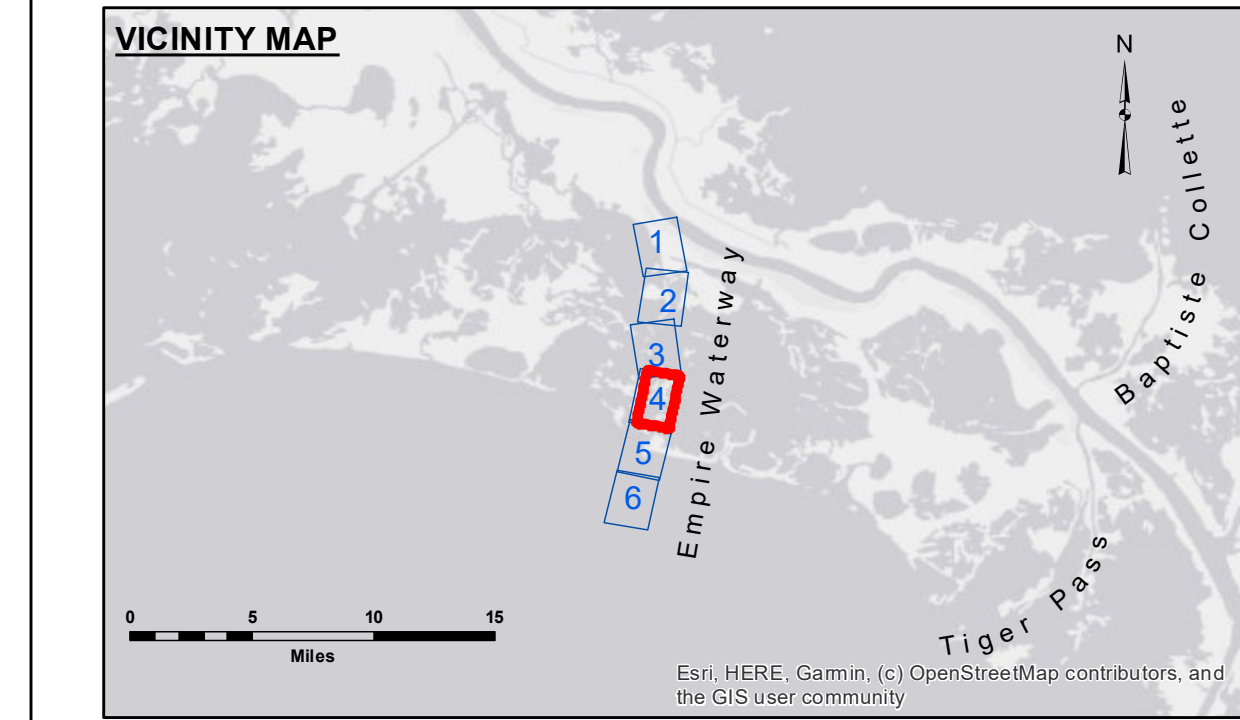 VICINITY MAP
N
Baptiste Collette
1
2
Empire Waterway
3
4
5
6
Tiger Pass
0 5 10 15
Miles
Esri, HERE, Garmin, (c) OpenStreetMap contributors, and
the GIS user community